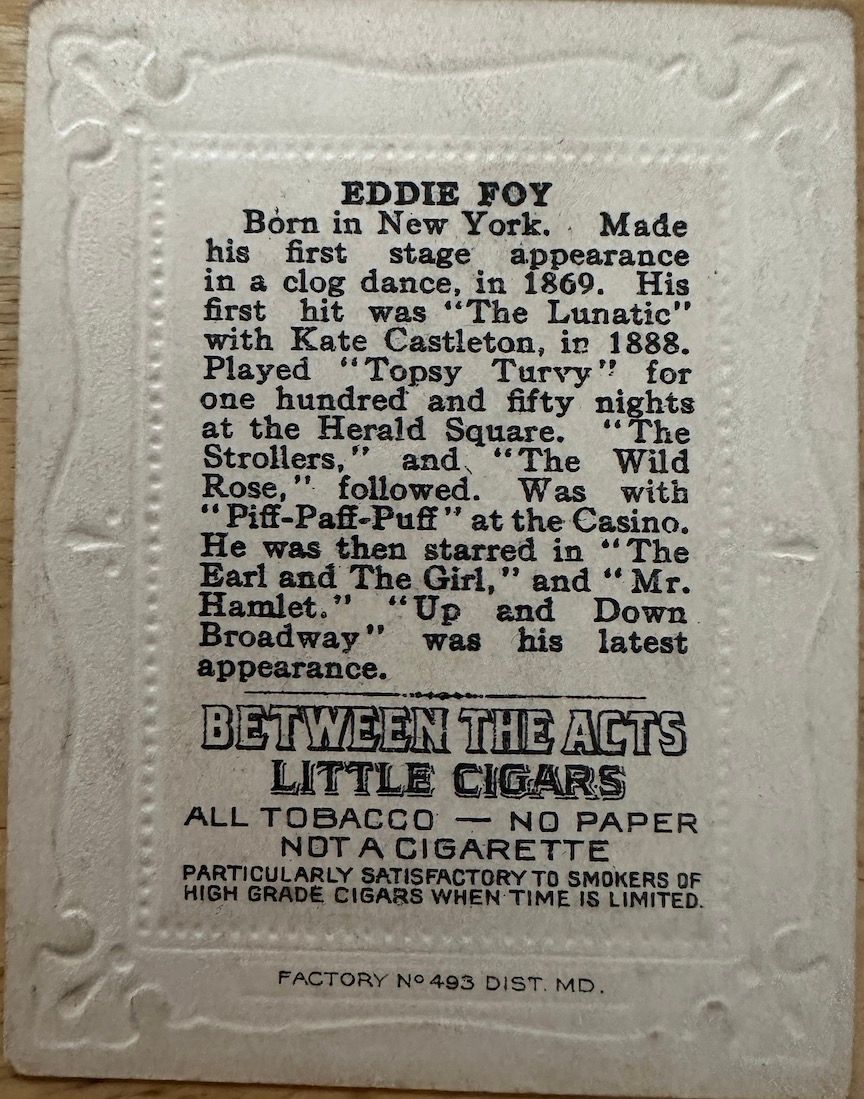 EDDIE FOY
Born in New York. Made
his first stage appearance
in a clog dance, in 1869. His
first hit was "The Lunatic"
with Kate Castleton, in 1888.
Played "Topsy Turvy" for
one hundred and fifty nights
at the Herald Square. "The
Strollers," and "The Wild
Rose," followed. Was with
"Piff-Paff-Puff" at the Casino.
He was then starred in "The
Earl and The Girl," and "Mr.
Hamlet." "Up and Down
Broadway" was his latest
appearance.
BETWEEN THE ACTS
LITTLE CIGARS
ALL TOBACCO — NO PAPER
NOT A CIGARETTE
PARTICULARLY SATISFACTORY TO SMOKERS OF
HIGH GRADE CIGARS WHEN TIME IS LIMITED.
FACTORY No 493 DIST. MD.